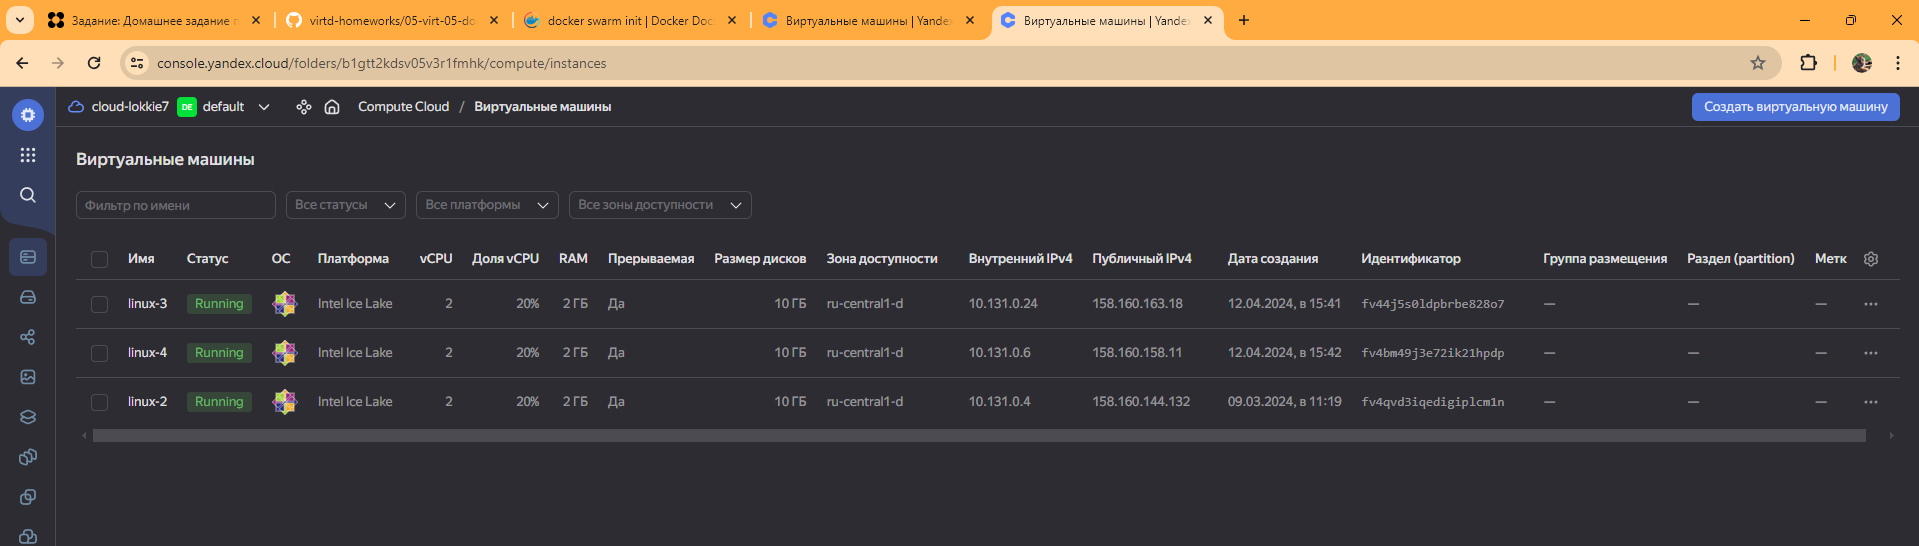 Задание: Домашнее задание п
virtd-homeworks/05-virt-05-do
docker swarm init | Docker Doc
Виртуальные машины | Yandex
Виртуальные машины | Yandex
console.yandex.cloud/folders/b1gtt2kdsv05v3r1fmhk/compute/instances
cloud-lokkie7 DE default Compute Cloud / Виртуальные машины Создать виртуальную машину
Виртуальные машины
Фильтр по имени Все статусы Все платформы Все зоны доступности
Имя Статус ОС Платформа vCPU Доля vCPU RAM Прерываемая Размер дисков Зона доступности Внутренний IPv4 Публичный IPv4 Дата создания Идентификатор Группа размещения Раздел (partition) Метк
linux-3 Running Intel Ice Lake 2 20% 2 ГБ Да 10 ГБ ru-central1-d 10.131.0.24 158.160.163.18 12.04.2024, в 15:41 fv44j5s0ldpbrbe828o7 — — —
linux-4 Running Intel Ice Lake 2 20% 2 ГБ Да 10 ГБ ru-central1-d 10.131.0.6 158.160.158.11 12.04.2024, в 15:42 fv4bm49j3e72ik21hpdp — — —
linux-2 Running Intel Ice Lake 2 20% 2 ГБ Да 10 ГБ ru-central1-d 10.131.0.4 158.160.144.132 09.03.2024, в 11:19 fv4qvd3iqedigiplcm1n — — —